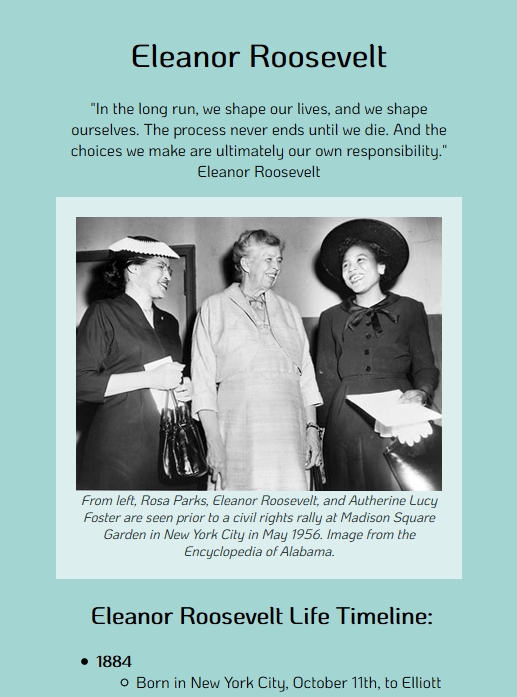 Eleanor Roosevelt
"In the long run, we shape our lives, and we shape
ourselves. The process never ends until we die. And the
choices we make are ultimately our own responsibility."
Eleanor Roosevelt
From left, Rosa Parks, Eleanor Roosevelt, and Autherine Lucy
Foster are seen prior to a civil rights rally at Madison Square
Garden in New York City in May 1956. Image from the
Encyclopedia of Alabama.
Eleanor Roosevelt Life Timeline:
1884
Born in New York City, October 11th, to Elliott